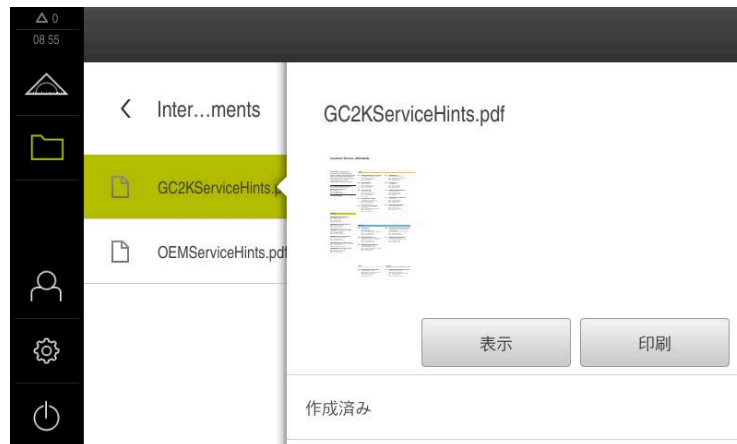 0
08 55
Inter...ments
GC2KServiceHints.pdf
GC2KServiceHints.p
OEMServiceHints.pdf
表示
印刷
作成済み